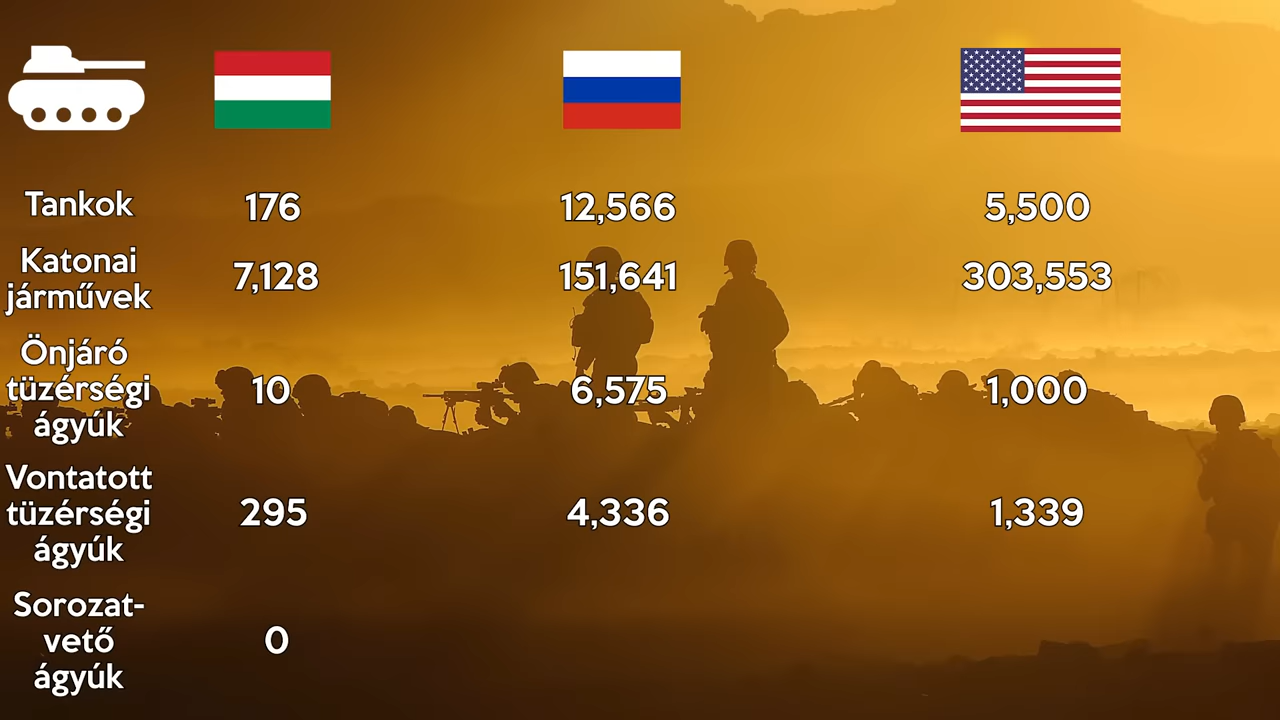 Tankok 176 12,566 5,500
Katonai
járművek 7,128 151,641 303,553
Önjáró
tüzérségi
ágyúk 10 6,575 1,000
Vontatott
tüzérségi
ágyúk 295 4,336 1,339
Sorozat-
vető
ágyúk 0